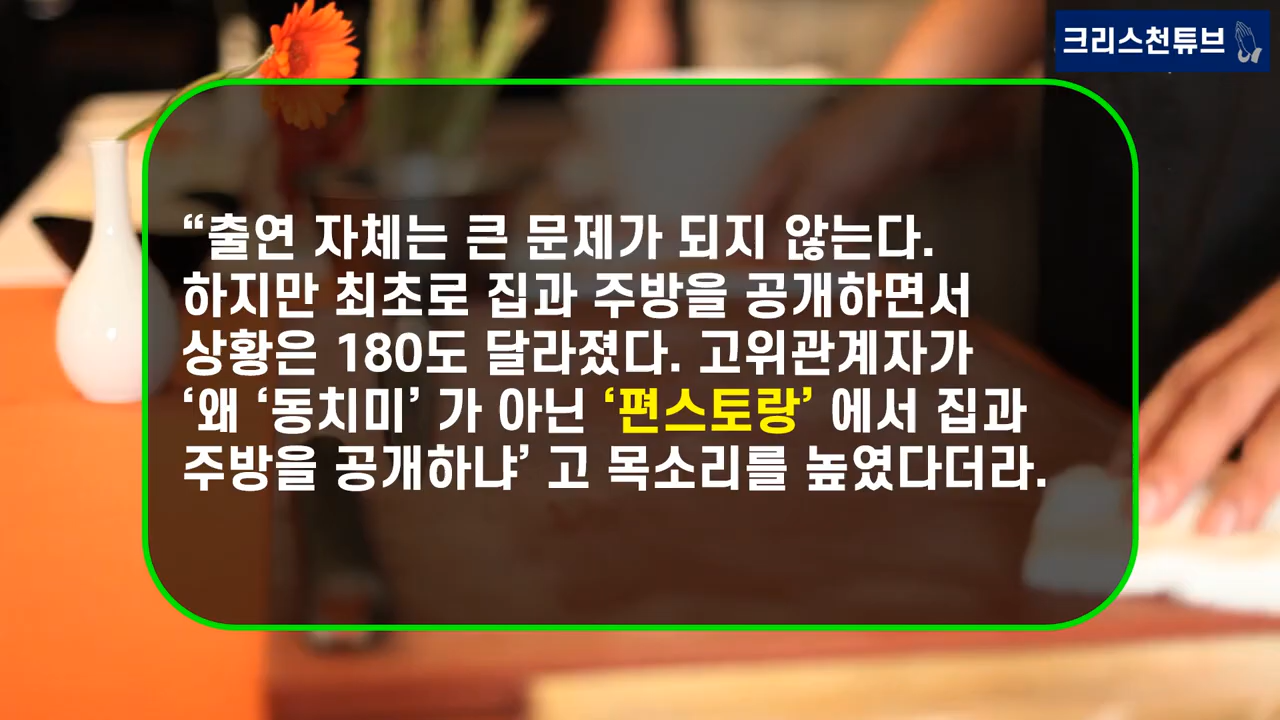 크리스천튜브
“출연 자체는 큰 문제가 되지 않는다.
하지만 최초로 집과 주방을 공개하면서
상황은 180도 달라졌다. 고위관계자가
‘왜 ‘동치미’ 가 아닌 ‘편스토랑’ 에서 집과
주방을 공개하냐’ 고 목소리를 높였다더라.